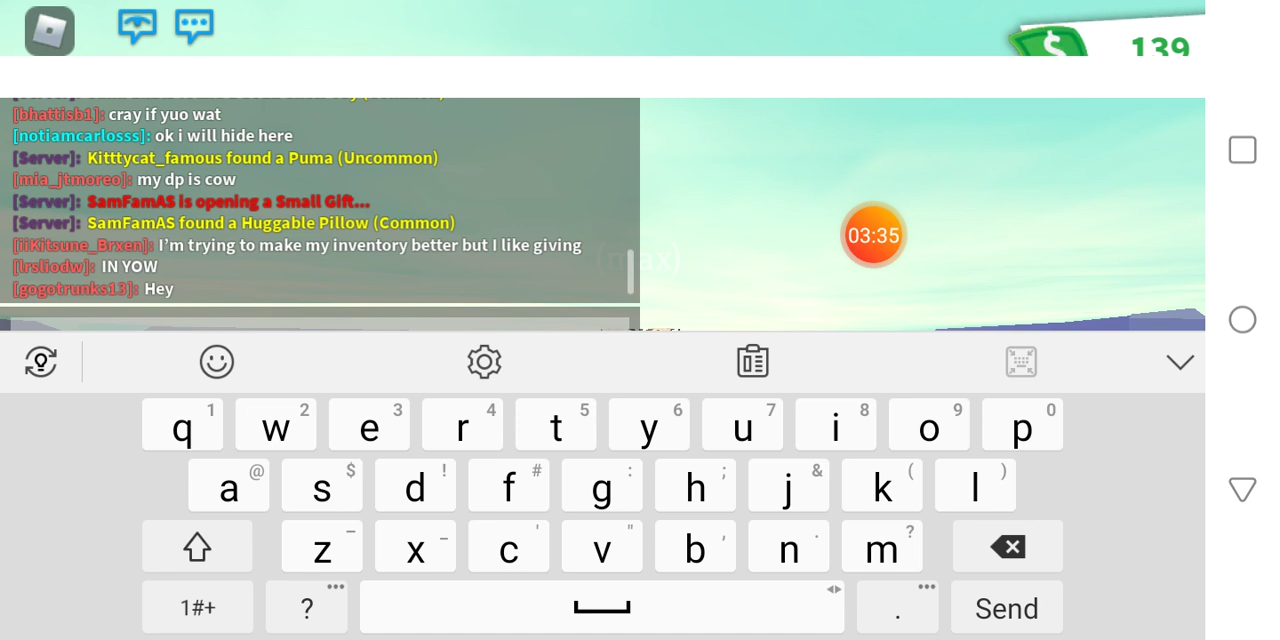 139
[bhattisb1]: cray if yuo wat
[notiamcarlosss]: ok i will hide here
[Server]: Kitttycat_famous found a Puma (Uncommon)
[mia_jtmoreo]: my dp is cow
[Server]: SamFamAS is opening a Small Gift...
[Server]: SamFamAS found a Huggable Pillow (Common)
[iiKitsune_Brxen]: I'm trying to make my inventory better but I like giving
[lrsliodw]: IN YOW
[gogotrunks13]: Hey
03:35
q 1 w 2 e 3 r 4 t 5 y 6 u 7 i 8 o 9 p 0
a @ s $ d ! f # g : h ; j & k ( l )
z – x - c ' v " b , n . m ?
1#+ ? . Send